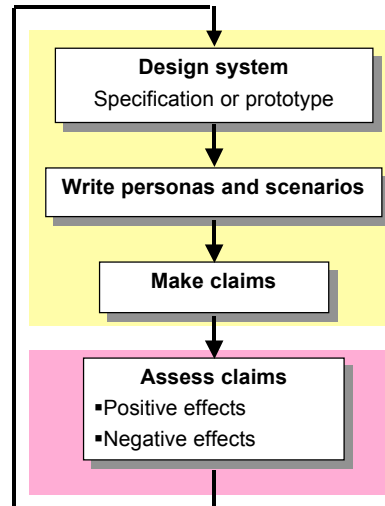 Design system
Specification or prototype
Write personas and scenarios
Make claims
Assess claims
▪Positive effects
▪Negative effects